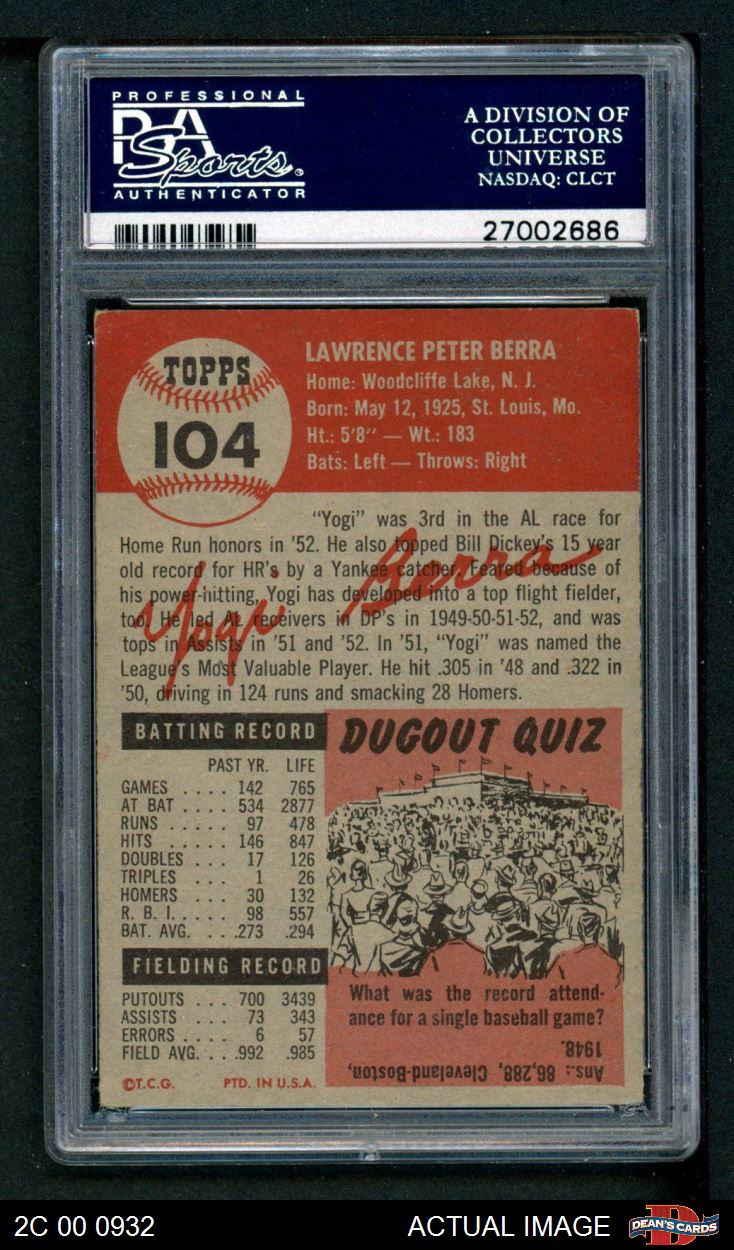 PROFESSIONAL
PSA
Sports®
AUTHENTICATOR
A DIVISION OF
COLLECTORS
UNIVERSE
NASDAQ: CLCT
27002686
TOPPS
104
LAWRENCE PETER BERRA
Home: Woodcliffe Lake, N. J.
Born: May 12, 1925, St. Louis, Mo.
Ht.: 5'8" — Wt.: 183
Bats: Left — Throws: Right
"Yogi" was 3rd in the AL race for
Home Run honors in '52. He also topped Bill Dickey's 15 year
old record for HR's by a Yankee catcher. Feared because of
his power-hitting, Yogi has developed into a top flight fielder,
too. He led AL receivers in DP's in 1949-50-51-52, and was
tops in Assists in '51 and '52. In '51, "Yogi" was named the
League's Most Valuable Player. He hit .305 in '48 and .322 in
'50, driving in 124 runs and smacking 28 Homers.
Yogi Berra
BATTING RECORD
PAST YR. LIFE
GAMES .... 142 765
AT BAT .... 534 2877
RUNS ..... 97 478
HITS ..... 146 847
DOUBLES ... 17 126
TRIPLES ... 1 26
HOMERS ... 30 132
R. B. I. .... 98 557
BAT. AVG. .. .273 .294
FIELDING RECORD
PUTOUTS ... 700 3439
ASSISTS ... 73 343
ERRORS .... 6 57
FIELD AVG. .. .992 .985
©T.C.G. PTD. IN U.S.A.
DUGOUT QUIZ
What was the record attend-
ance for a single baseball game?
Ans.: 86,288, Cleveland-Boston,
1948.
2C 00 0932
ACTUAL IMAGE
DEAN'S CARDS